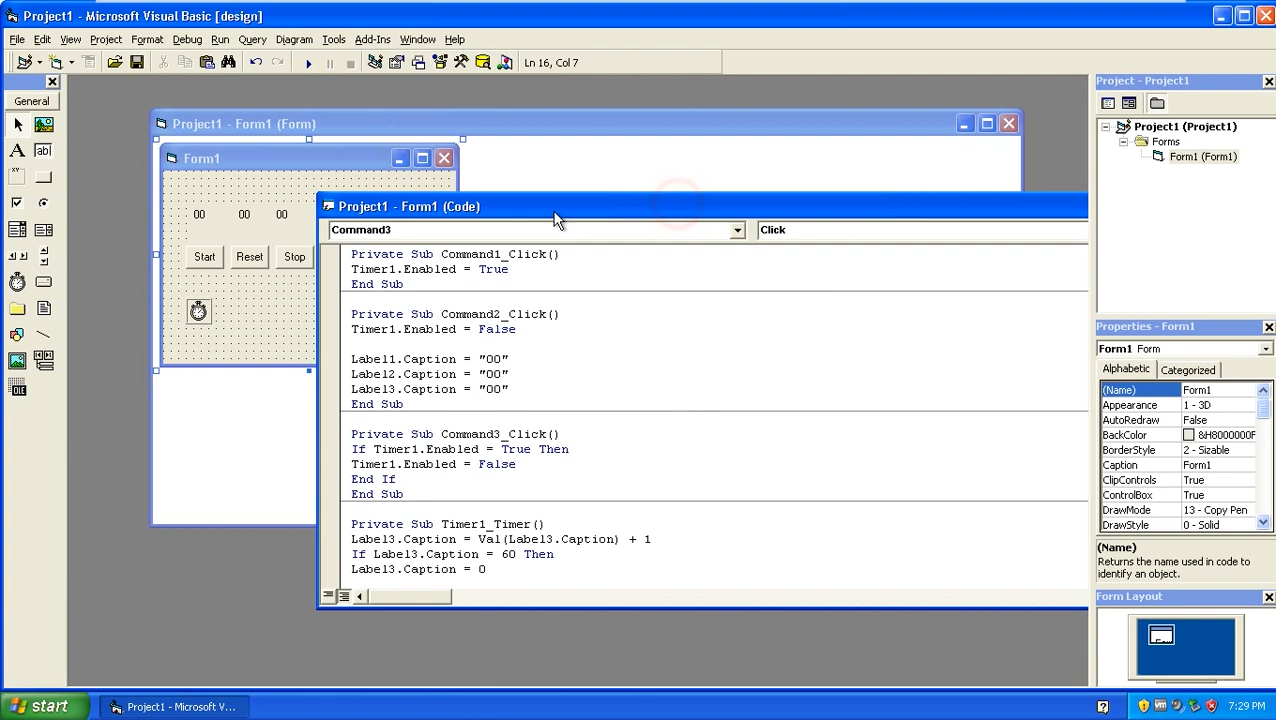 Project1 - Microsoft Visual Basic [design]
File Edit View Project Format Debug Run Query Diagram Tools Add-Ins Window Help
Ln 16, Col 7
General
A
ab|
xy
OLE
Project1 - Form1 (Form)
Form1
00 00 00
Start Reset Stop
Project1 - Form1 (Code)
Command3 Click
Private Sub Command1_Click()
Timer1.Enabled = True
End Sub
Private Sub Command2_Click()
Timer1.Enabled = False
Label1.Caption = "00"
Label2.Caption = "00"
Label3.Caption = "00"
End Sub
Private Sub Command3_Click()
If Timer1.Enabled = True Then
Timer1.Enabled = False
End If
End Sub
Private Sub Timer1_Timer()
Label3.Caption = Val(Label3.Caption) + 1
If Label3.Caption = 60 Then
Label3.Caption = 0
Project - Project1
Project1 (Project1)
Forms
Form1 (Form1)
Properties - Form1
Form1 Form
Alphabetic Categorized
(Name) Form1
Appearance 1 - 3D
AutoRedraw False
BackColor &H8000000F
BorderStyle 2 - Sizable
Caption Form1
ClipControls True
ControlBox True
DrawMode 13 - Copy Pen
DrawStyle 0 - Solid
(Name)
Returns the name used in code to
identify an object.
Form Layout
start
Project1 - Microsoft V...
7:29 PM